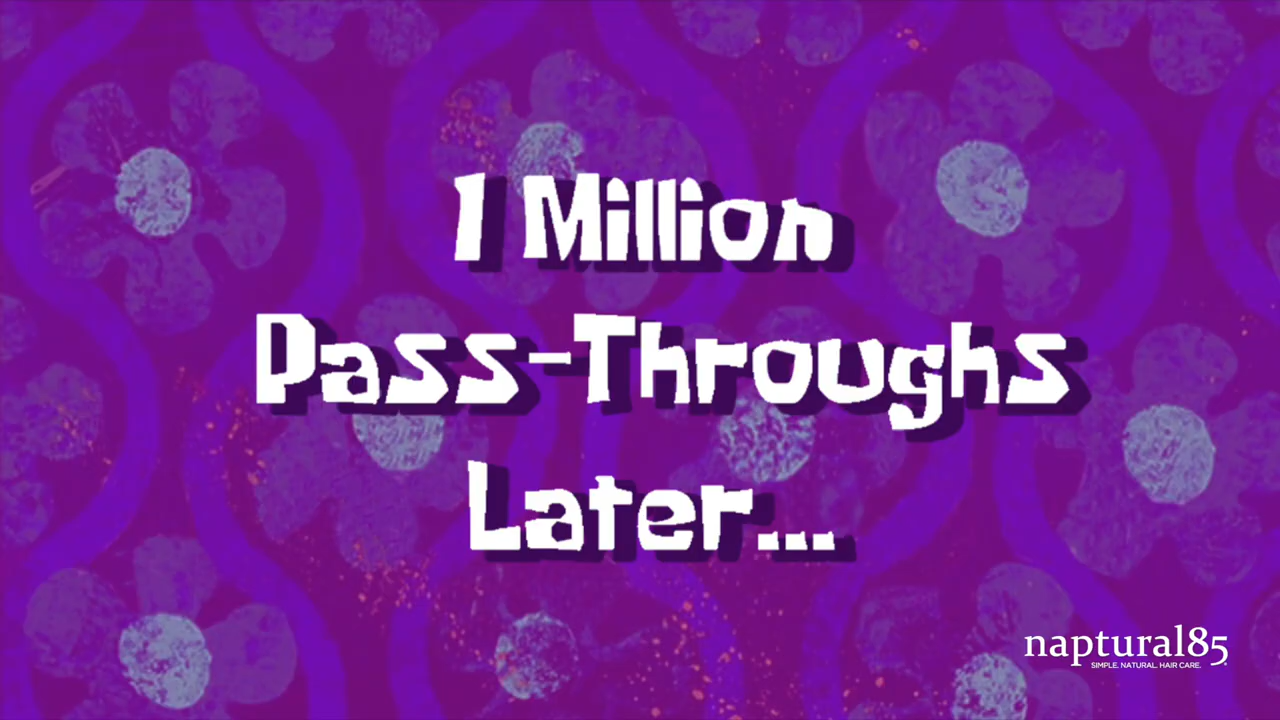 1 Million
Pass-Throughs
Later...
naptural85
SIMPLE. NATURAL. HAIR CARE.